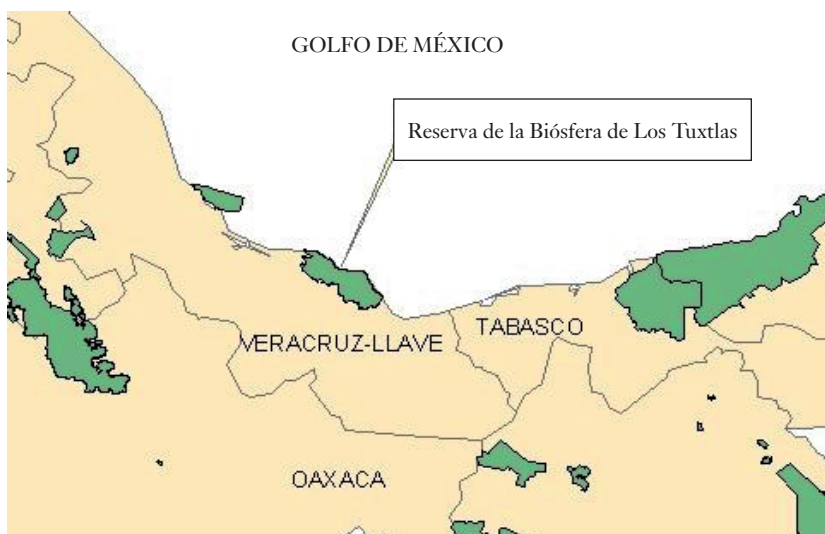 GOLFO DE MÉXICO
Reserva de la Biósfera de Los Tuxtlas
TABASCO
VERACRUZ-LLAVE
OAXACA